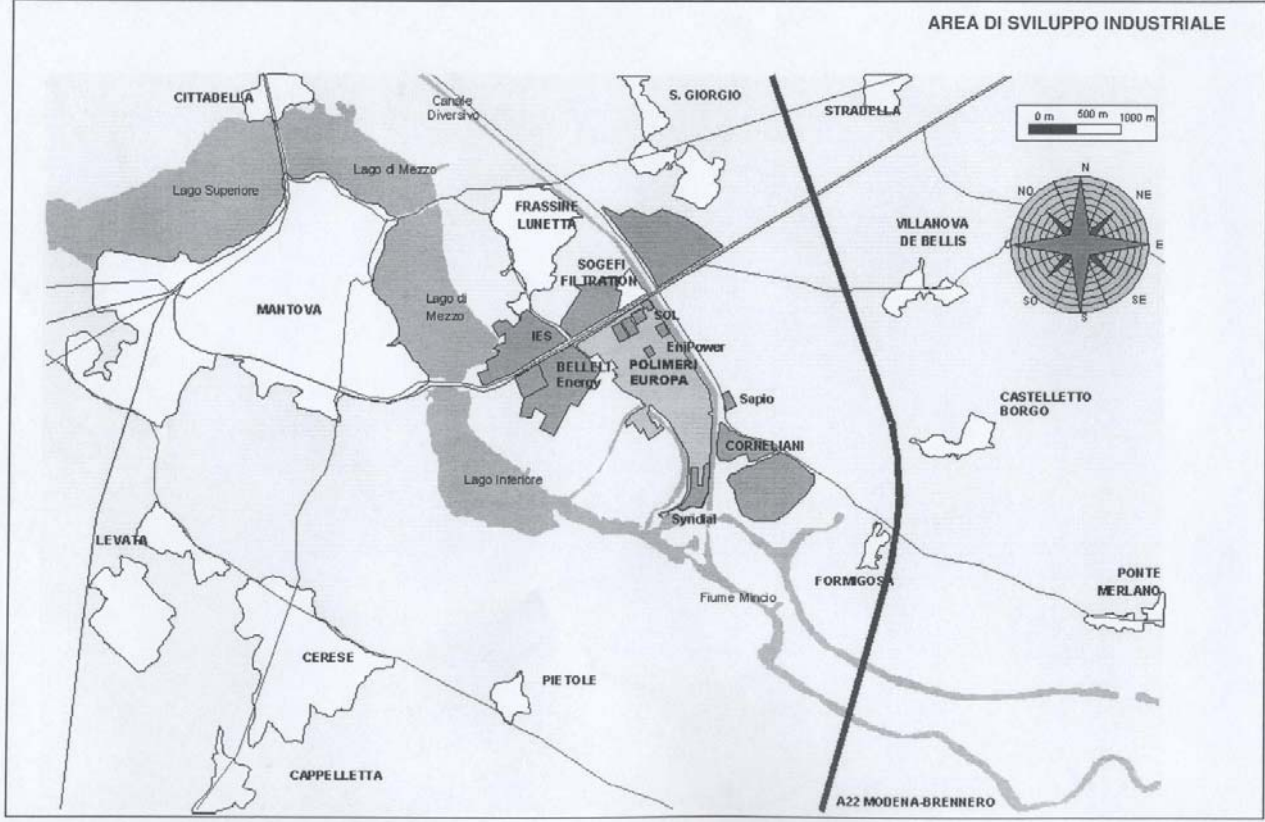 AREA DI SVILUPPO INDUSTRIALE
CITTADELLA
Canale
Diversivo
S. GIORGIO
STRADELLA
0 m 500 m 1000 m
Lago Superiore
Lago di Mezzo
FRASSINE
LUNETTA
N
NO
NE
E
SO
SE
S
VILLANOVA
DE BELLIS
SOGEFI
FILTRATION
MANTOVA
Lago di
Mezzo
IES
SOL
EniPower
BELLELI
Energy
POLIMERI
EUROPA
Sapio
CASTELLETTO
BORGO
CORNELIANI
Lago Inferiore
Syndial
LEVATA
FORMIGOSA
PONTE
MERLANO
Fiume Mincio
CERESE
PIETOLE
CAPPELLETTA
A22 MODENA-BRENNERO